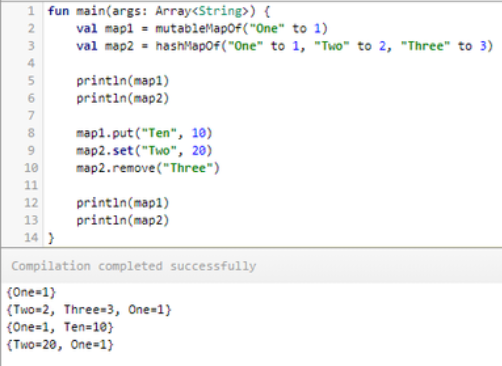 1 fun main(args: Array<String>) {
2     val map1 = mutableMapOf("One" to 1)
3     val map2 = hashMapOf("One" to 1, "Two" to 2, "Three" to 3)
4
5     println(map1)
6     println(map2)
7
8     map1.put("Ten", 10)
9     map2.set("Two", 20)
10     map2.remove("Three")
11
12     println(map1)
13     println(map2)
14 }
Compilation completed successfully
{One=1}
{Two=2, Three=3, One=1}
{One=1, Ten=10}
{Two=20, One=1}